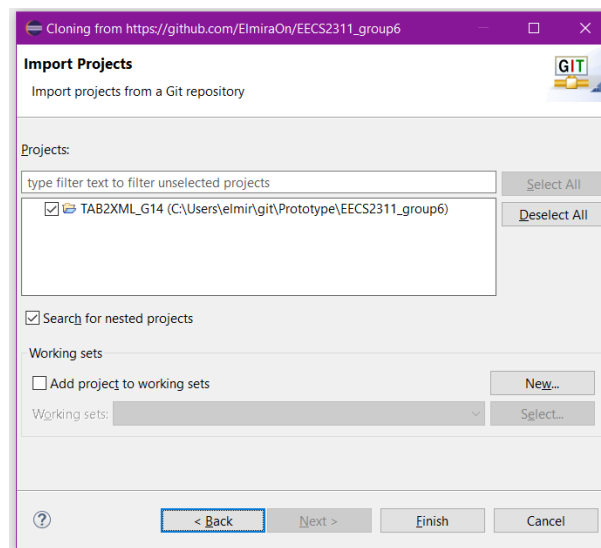 Cloning from https://github.com/ElmiraOn/EECS2311_group6
Import Projects
Import projects from a Git repository
GIT
Projects:
type filter text to filter unselected projects
Select All
TAB2XML_G14 (C:\Users\elmir\git\Prototype\EECS2311_group6)
Deselect All
Search for nested projects
Working sets
Add project to working sets
New...
Working sets:
Select...
?
< Back
Next >
Finish
Cancel